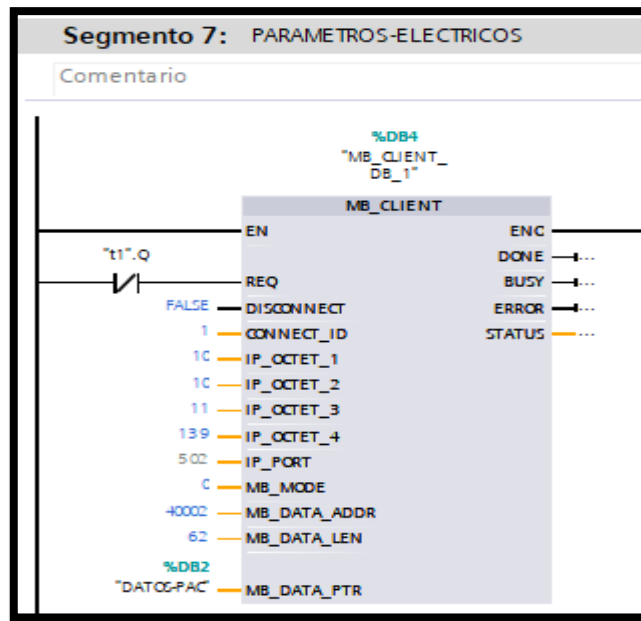 Segmento 7: PARAMETROS-ELECTRICOS
Comentario
%DB4
"MB_CLIENT_
DB_1"
MB_CLIENT
EN ENO
DONE ...
"t1".Q
REQ BUSY ...
FALSE DISCONNECT ERROR ...
1 CONNECT_ID STATUS ...
10 IP_OCTET_1
10 IP_OCTET_2
11 IP_OCTET_3
139 IP_OCTET_4
502 IP_PORT
0 MB_MODE
40002 MB_DATA_ADDR
62 MB_DATA_LEN
%DB2
"DATOS-PAC" MB_DATA_PTR